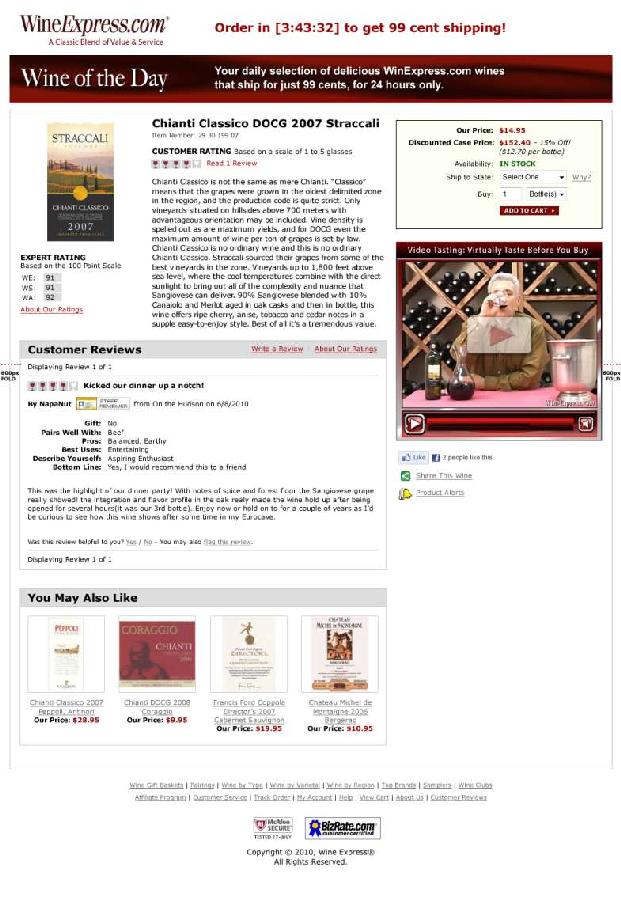 WineExpress.com®
A Classic Blend of Value & Service
Order in [3:43:32] to get 99 cent shipping!
Wine of the Day
Your daily selection of delicious WinExpress.com wines
that ship for just 99 cents, for 24 hours only.
STRACCALI
CHIANTI CLASSICO
2007
EXPERT RATING
Based on the 100 Point Scale
WE: 91
WS: 91
WA: 92
About Our Ratings
Chianti Classico DOCG 2007 Straccali
Item Number:
CUSTOMER RATING Based on a scale of 1 to 5 glasses
Read 1 Review
Chianti Classico is not the same as mere Chianti. "Classico"
means that the grapes were grown in the oldest delimited zone
in the region, and the production code is quite strict. Only
vineyards situated on hillsides above 700 meters with
advantageous orientation may be included. Vine density is
spelled out as are maximum yields, and for DOCG even the
maximum amount of wine per ton of grapes is set by law.
Chianti Classico is no ordinary wine and this is no ordinary
Chianti Classico. Straccali sourced their grapes from some of the
best vineyards in the zone. Vineyards up to 1,800 feet above
sea level, where the cool temperatures combine with the direct
sunlight to bring out all of the complexity and nuance that
Sangiovese can deliver. 90% Sangiovese blended with 10%
Canaiolo and Merlot aged in oak casks and then in bottle, this
wine offers ripe cherry, anise, tobacco and cedar notes in a
supple easy-to-enjoy style. Best of all it's a tremendous value.
Our Price: $14.95
Discounted Case Price: $152.40 – 15% Off!
($12.70 per bottle)
Availability: IN STOCK
Ship to State: Select One Why?
Buy: 1 Bottle(s)
ADD TO CART
Video Tasting: Virtually Taste Before You Buy
WineExpress.com
Like 2 people like this
Share This Wine
Product Alerts
600px
FOLD
600px
FOLD
Customer Reviews
Write a Review | About Our Ratings
Displaying Review 1 of 1
Kicked our dinner up a notch!
By NapaNut STAFF REVIEWER from On the Hudson on 6/8/2010
Gift: No
Pairs Well With: Beef
Pros: Balanced, Earthy
Best Uses: Entertaining
Describe Yourself: Aspiring Enthusiast
Bottom Line: Yes, I would recommend this to a friend
This was the highlight of our dinner party! With notes of spice and forest floor the Sangiovese grape
really showed! the integration and flavor profile in the oak really made the wine hold up after being
opened for several hours(it was our 3rd bottle). Enjoy now or hold on to for a couple of years as I'd
be curious to see how this wine shows after some time in my Eurocave.
Was this review helpful to you? Yes / No - You may also flag this review.
Displaying Review 1 of 1
You May Also Like
PÈPPOLI
CORAGGIO
CHIANTI
DIRECTOR'S
CHATEAU
MICHEL DE MONTAIGNE
Chianti Classico 2007
Peppoli, Antinori
Our Price: $28.95
Chianti DOCG 2008
Coraggio
Our Price: $9.95
Francis Ford Coppola
Director's 2007
Cabernet Sauvignon
Our Price: $19.95
Chateau Michel de
Montaigne 2006
Bergerac
Our Price: $10.95
Wine Gift Baskets | Pairings | Wine by Type | Wine by Varietal | Wine by Region | Top Brands | Samplers | Wine Clubs
Affiliate Program | Customer Service | Track Order | My Account | Help View Cart | About Us | Customer Reviews
McAfee
SECURE
BizRate.com
customer certified
Copyright © 2010, Wine Express®
All Rights Reserved.